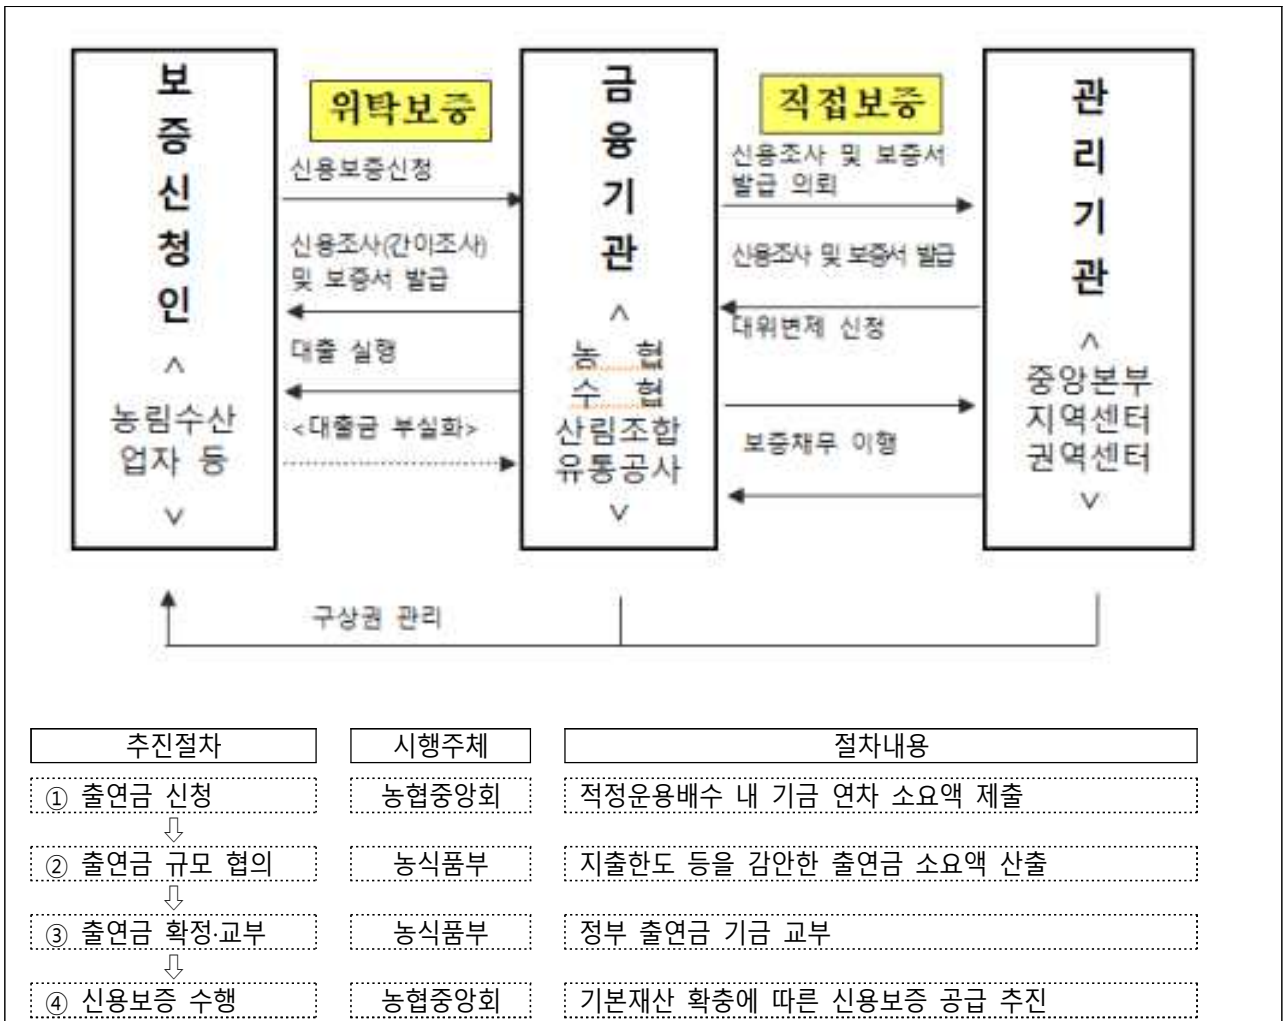 보증신청인
<
농림수산
업자 등
>
위탁보증
신용보증신청
신용조사(간이조사)
및 보증서 발급
대출 실행
<대출금 부실화>
금융기관
<
농 협
수 협
산림조합
유통공사
>
직접보증
신용조사 및 보증서
발급 의뢰
신용조사 및 보증서 발급
대위변제 신청
보증채무 이행
관리기관
<
중앙본부
지역센터
권역센터
>
구상권 관리
추진절차 시행주체 절차내용
① 출연금 신청 농협중앙회 적정운용배수 내 기금 연차 소요액 제출
② 출연금 규모 협의 농식품부 지출한도 등을 감안한 출연금 소요액 산출
③ 출연금 확정·교부 농식품부 정부 출연금 기금 교부
④ 신용보증 수행 농협중앙회 기본재산 확충에 따른 신용보증 공급 추진